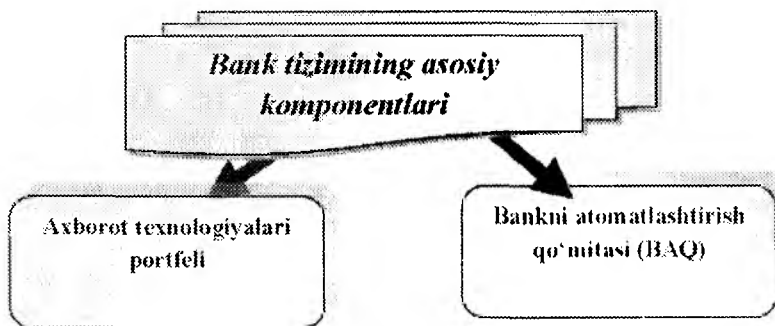 Bank tizimining asosiy
komponentlari
Axborot texnologiyalari
portfeli
Bankni atomatlashtirish
qo‘mitasi (BAQ)